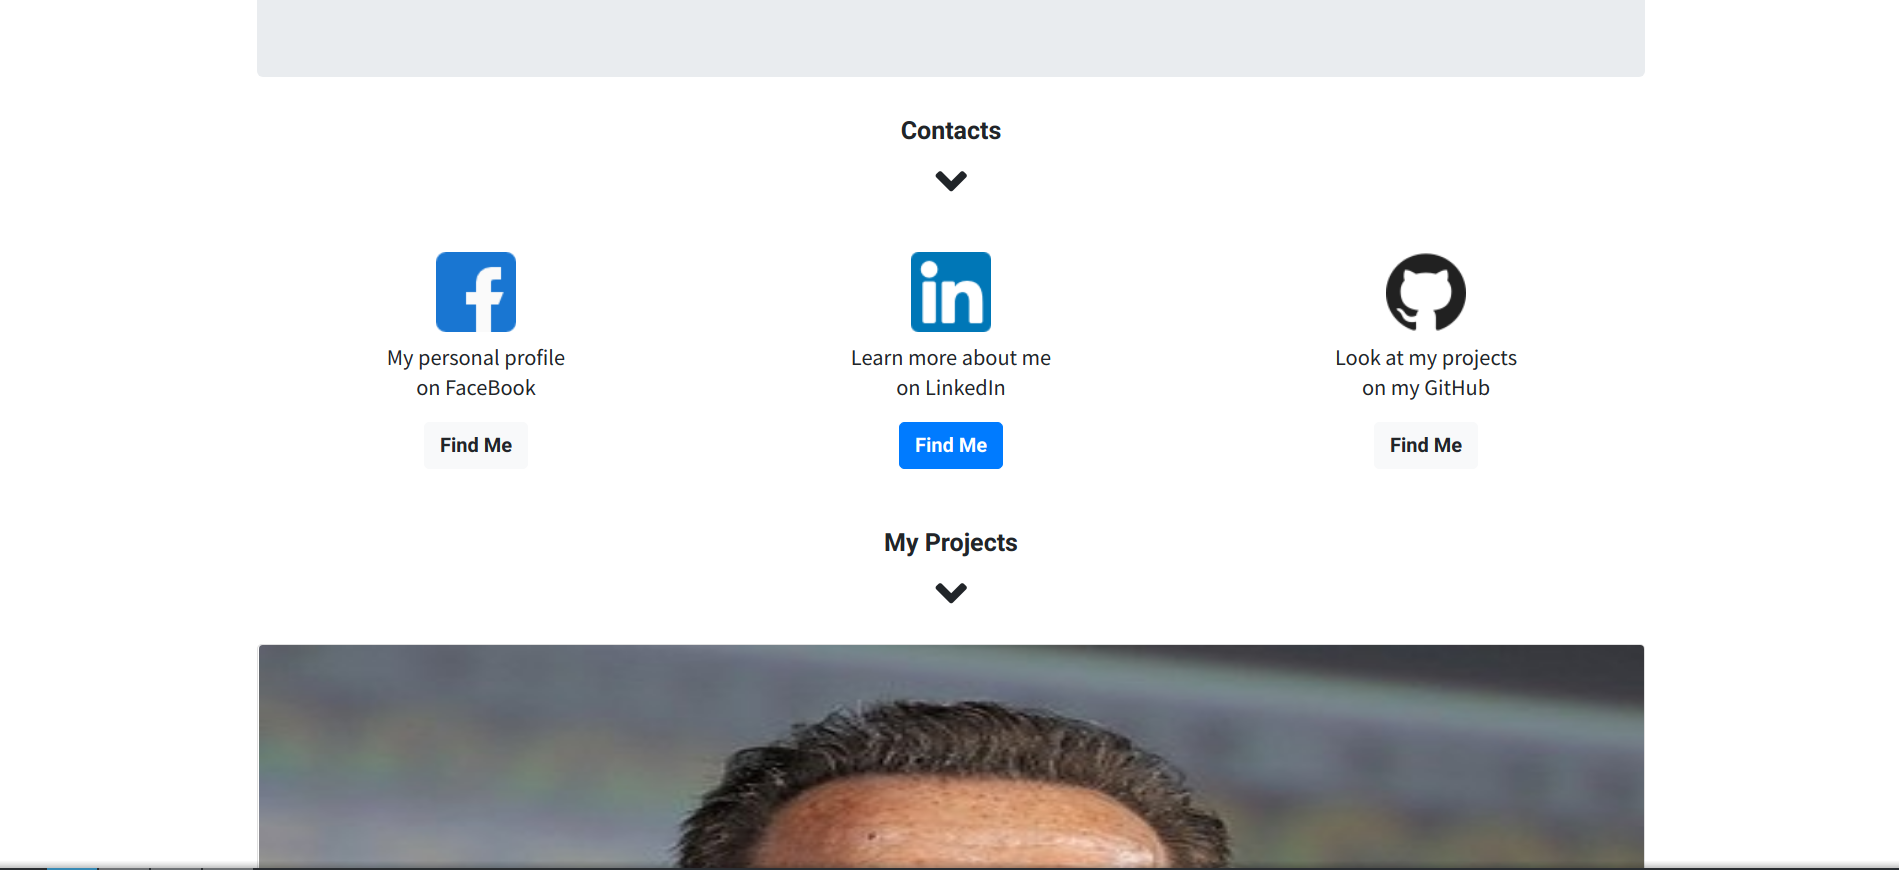 Contacts
in
My personal profile
on FaceBook
Learn more about me
on LinkedIn
Look at my projects
on my GitHub
Find Me
Find Me
Find Me
My Projects